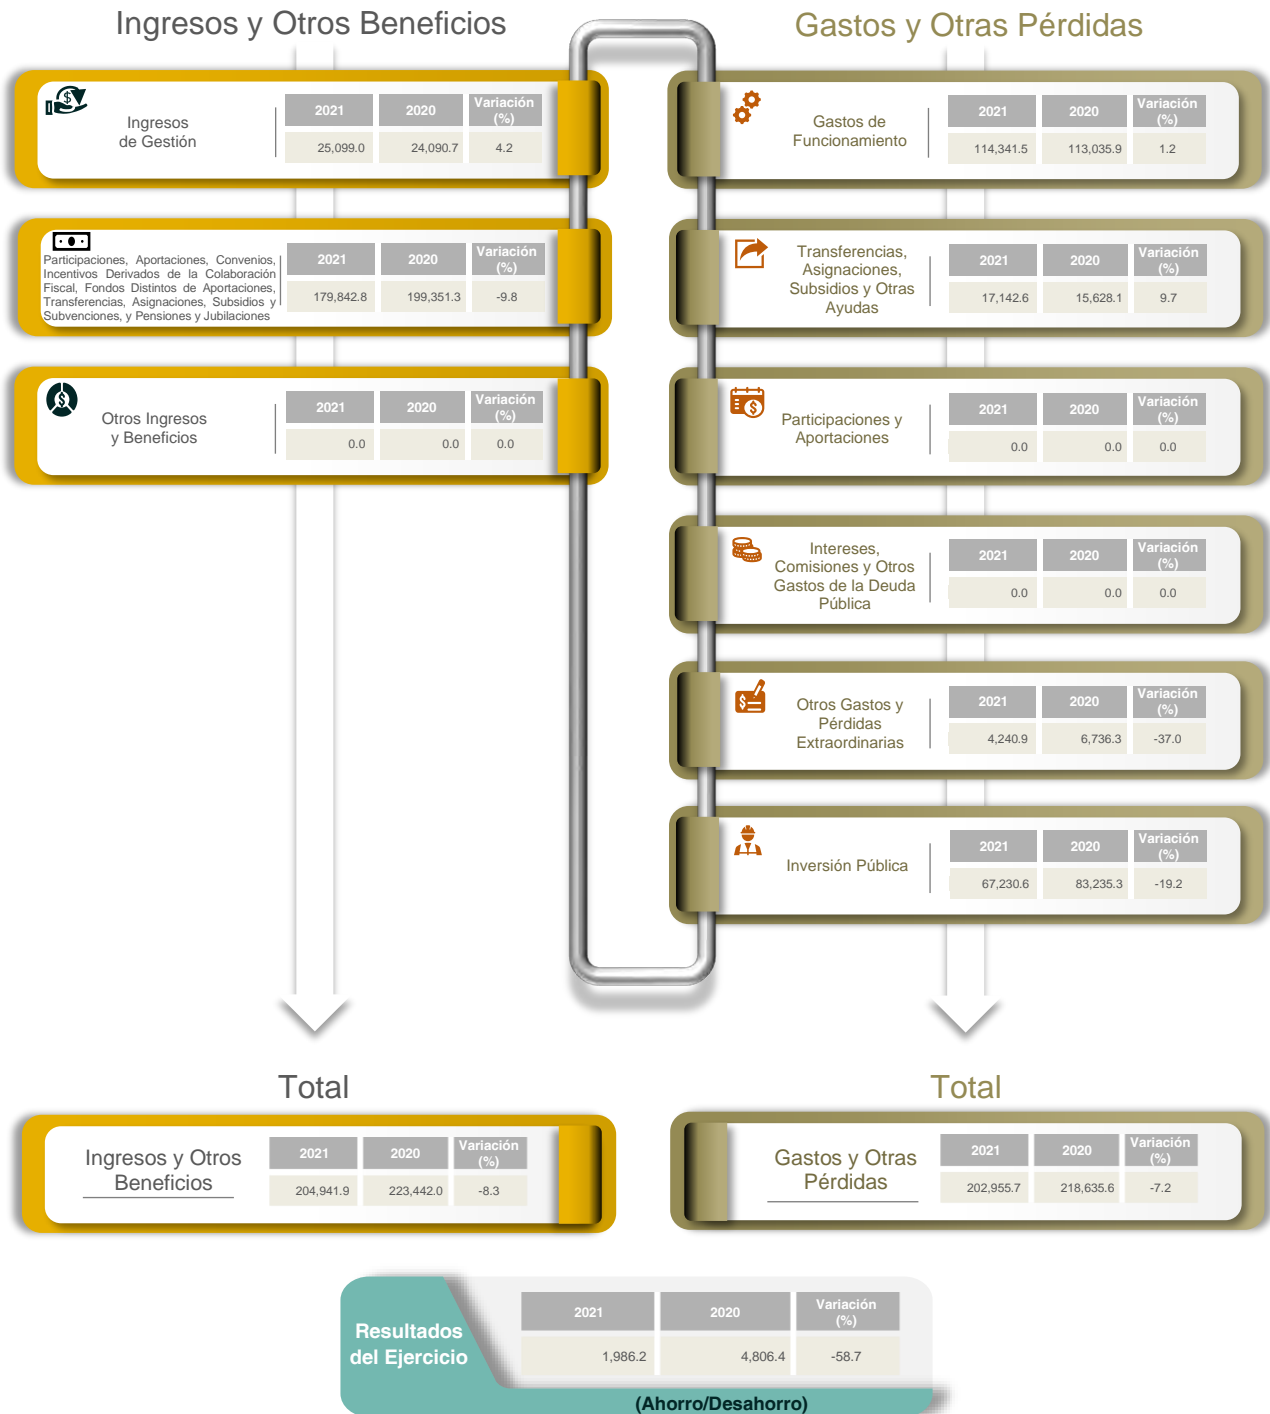 Ingresos y Otros Beneficios
Ingresos
de Gestión
2021 2020 Variación (%)
25,099.0 24,090.7 4.2
Participaciones, Aportaciones, Convenios,
Incentivos Derivados de la Colaboración
Fiscal, Fondos Distintos de Aportaciones,
Transferencias, Asignaciones, Subsidios y
Subvenciones, y Pensiones y Jubilaciones
2021 2020 Variación (%)
179,842.8 199,351.3 -9.8
Otros Ingresos
y Beneficios
2021 2020 Variación (%)
0.0 0.0 0.0
Gastos y Otras Pérdidas
Gastos de
Funcionamiento
2021 2020 Variación (%)
114,341.5 113,035.9 1.2
Transferencias,
Asignaciones,
Subsidios y Otras
Ayudas
2021 2020 Variación (%)
17,142.6 15,628.1 9.7
Participaciones y
Aportaciones
2021 2020 Variación (%)
0.0 0.0 0.0
Intereses,
Comisiones y Otros
Gastos de la Deuda
Pública
2021 2020 Variación (%)
0.0 0.0 0.0
Otros Gastos y
Pérdidas
Extraordinarias
2021 2020 Variación (%)
4,240.9 6,736.3 -37.0
Inversión Pública
2021 2020 Variación (%)
67,230.6 83,235.3 -19.2
Total
Ingresos y Otros
Beneficios
2021 2020 Variación (%)
204,941.9 223,442.0 -8.3
Total
Gastos y Otras
Pérdidas
2021 2020 Variación (%)
202,955.7 218,635.6 -7.2
Resultados
del Ejercicio
2021 2020 Variación (%)
1,986.2 4,806.4 -58.7
(Ahorro/Desahorro)